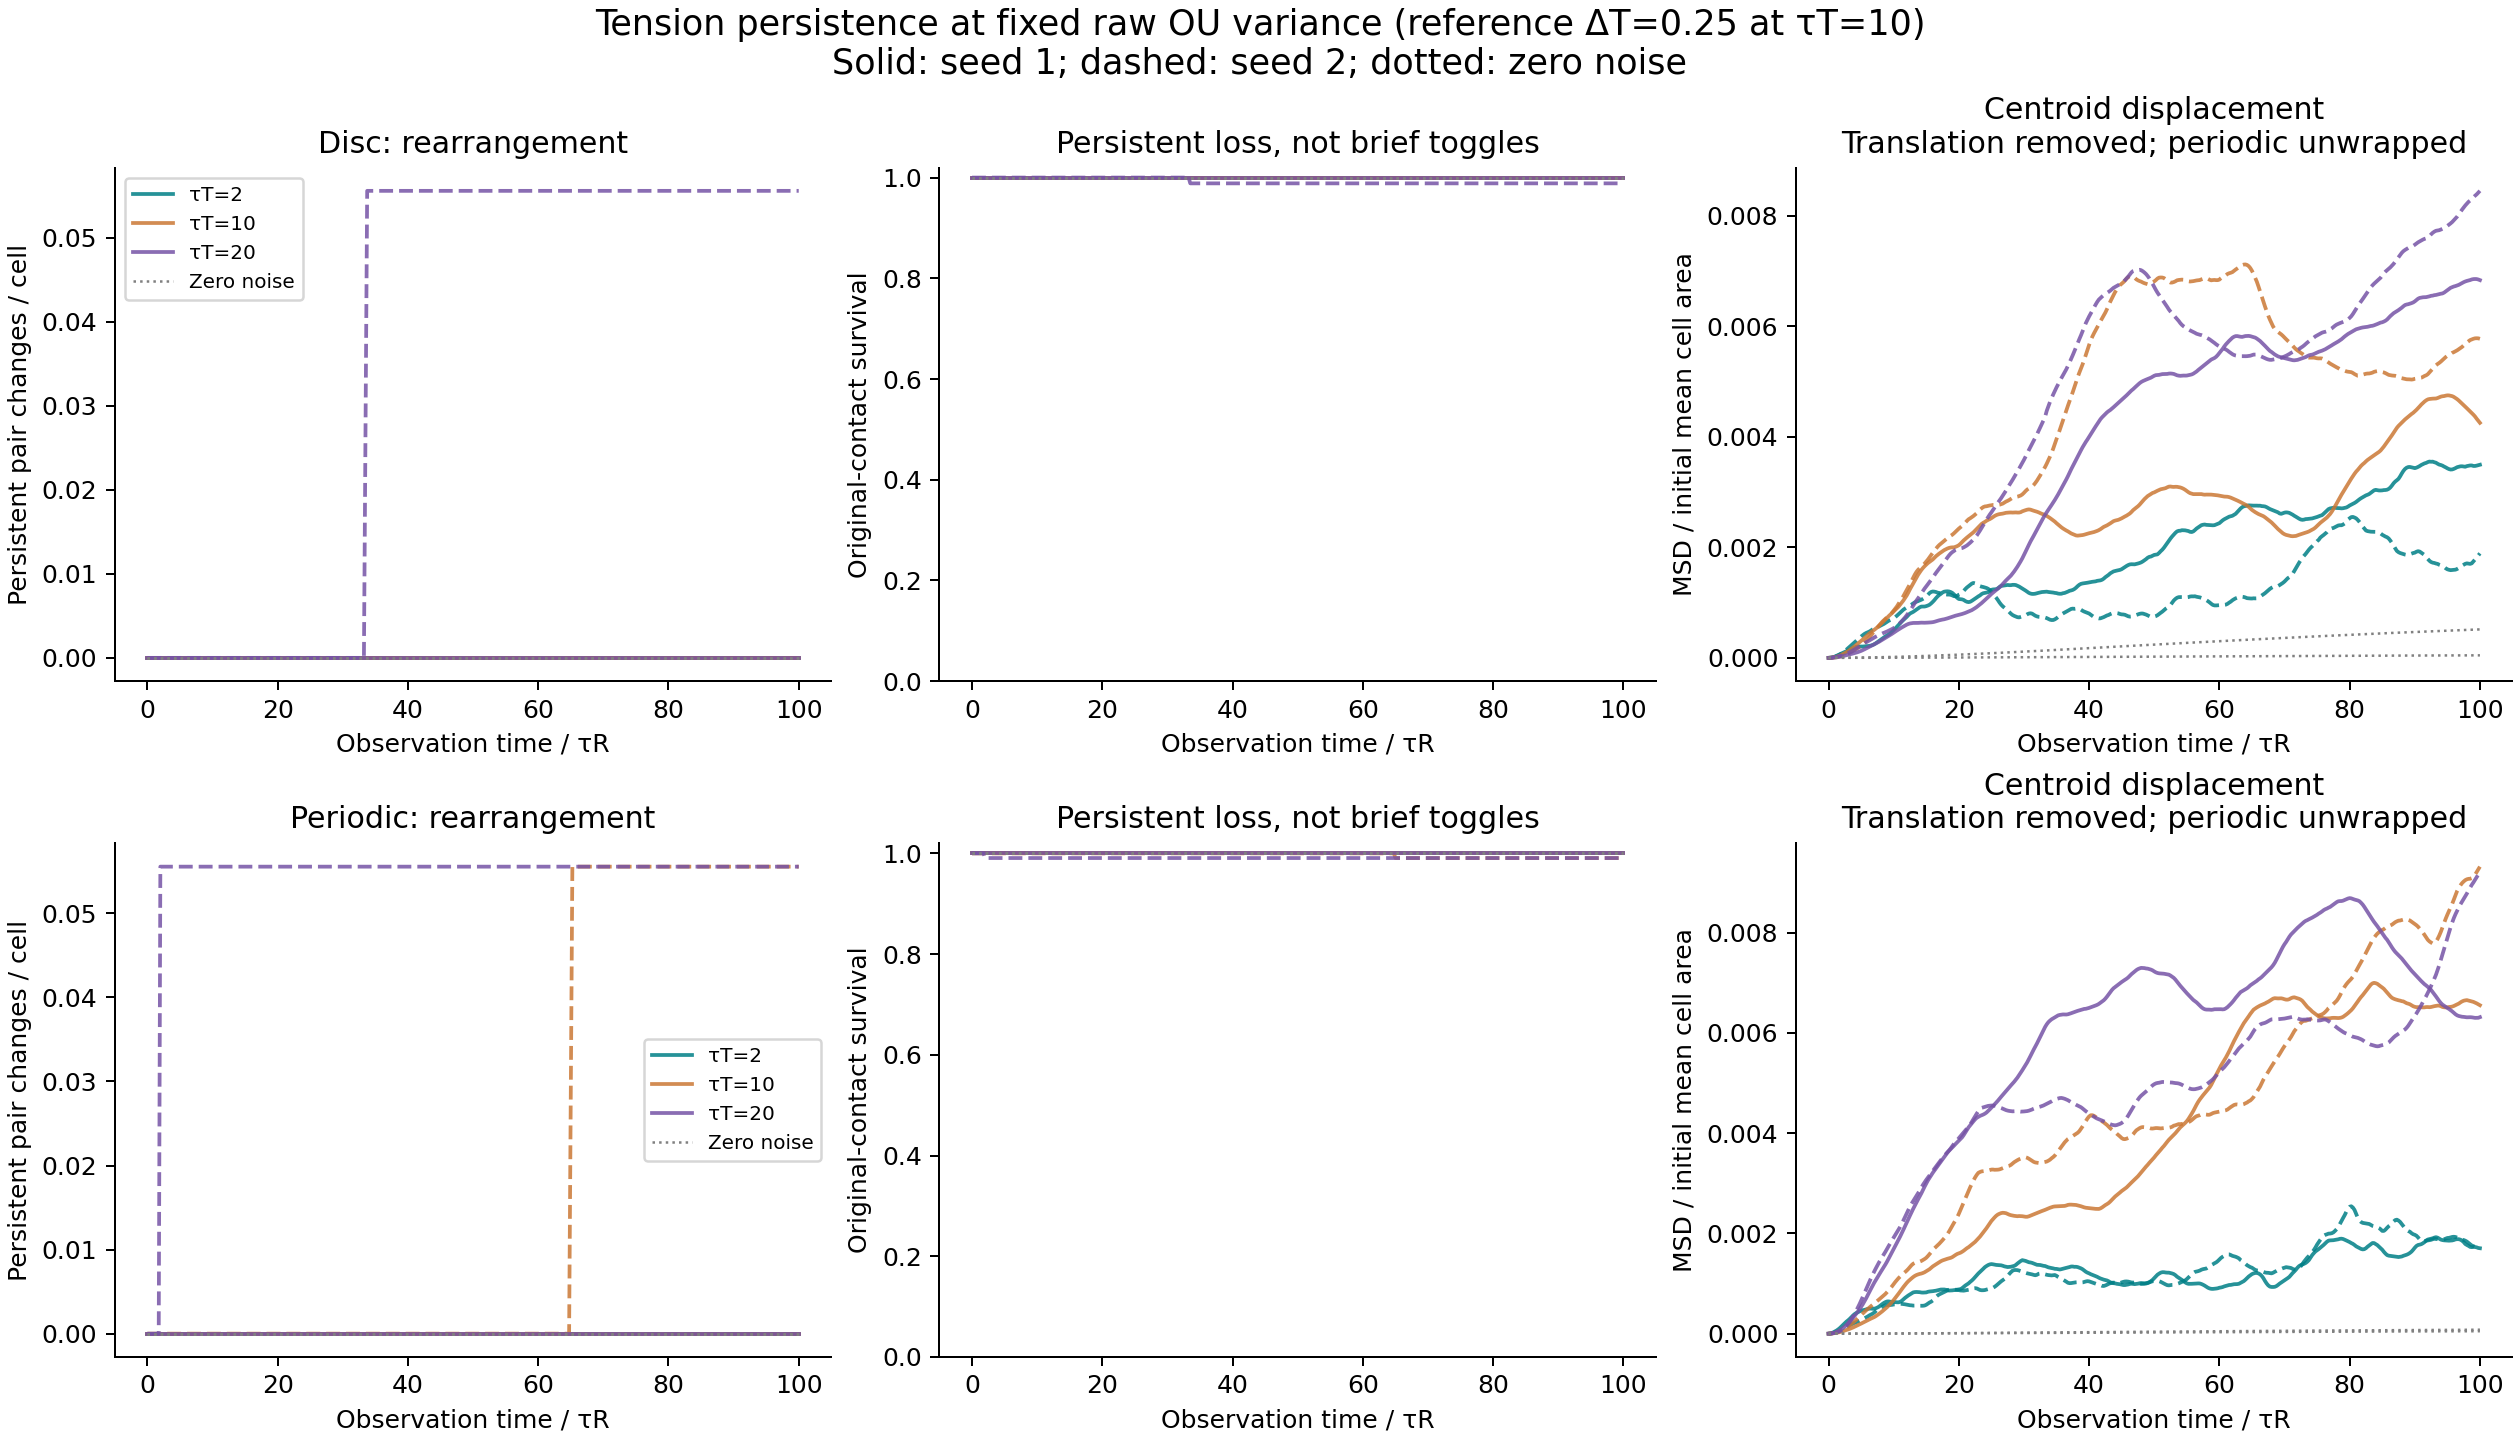 Tension persistence at fixed raw OU variance (reference ΔT=0.25 at τT=10)
Solid: seed 1; dashed: seed 2; dotted: zero noise
Disc: rearrangement
Persistent pair changes / cell
0.05
0.04
0.03
0.02
0.01
0.00
τT=2
τT=10
τT=20
Zero noise
0 20 40 60 80 100
Observation time / τR
Persistent loss, not brief toggles
Original-contact survival
1.0
0.8
0.6
0.4
0.2
0.0
0 20 40 60 80 100
Observation time / τR
Centroid displacement
Translation removed; periodic unwrapped
MSD / initial mean cell area
0.008
0.006
0.004
0.002
0.000
0 20 40 60 80 100
Observation time / τR
Periodic: rearrangement
Persistent pair changes / cell
0.05
0.04
0.03
0.02
0.01
0.00
τT=2
τT=10
τT=20
Zero noise
0 20 40 60 80 100
Observation time / τR
Persistent loss, not brief toggles
Original-contact survival
1.0
0.8
0.6
0.4
0.2
0.0
0 20 40 60 80 100
Observation time / τR
Centroid displacement
Translation removed; periodic unwrapped
MSD / initial mean cell area
0.008
0.006
0.004
0.002
0.000
0 20 40 60 80 100
Observation time / τR